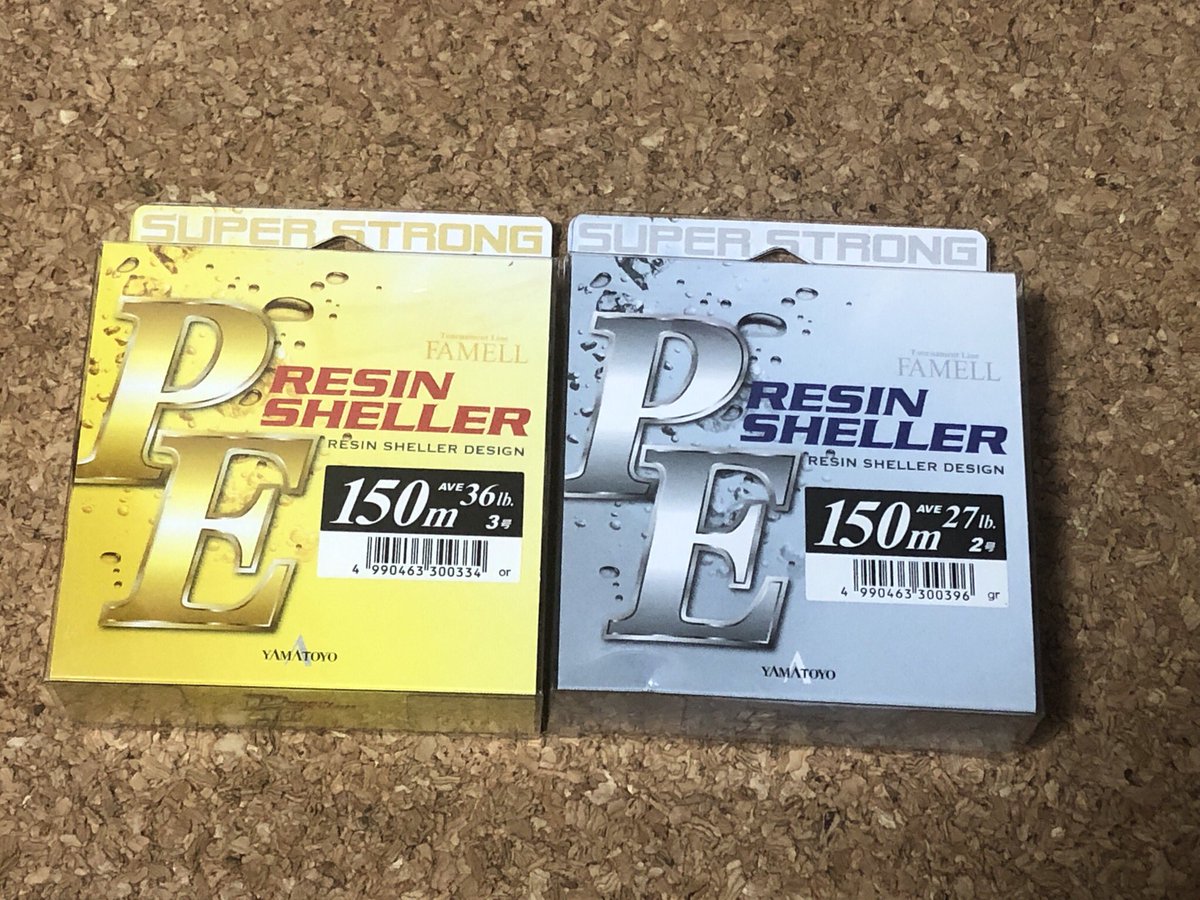 SUPER STRONG
PE
Tournament Line
FAMELL
RESIN
SHELLER
RESIN SHELLER DESIGN
150m AVE 36lb.
3号
4 990463 300334 or
YAMATOYO
SUPER STRONG
PE
Tournament Line
FAMELL
RESIN
SHELLER
RESIN SHELLER DESIGN
150m AVE 27lb.
2号
4 990463 300396 gr
YAMATOYO